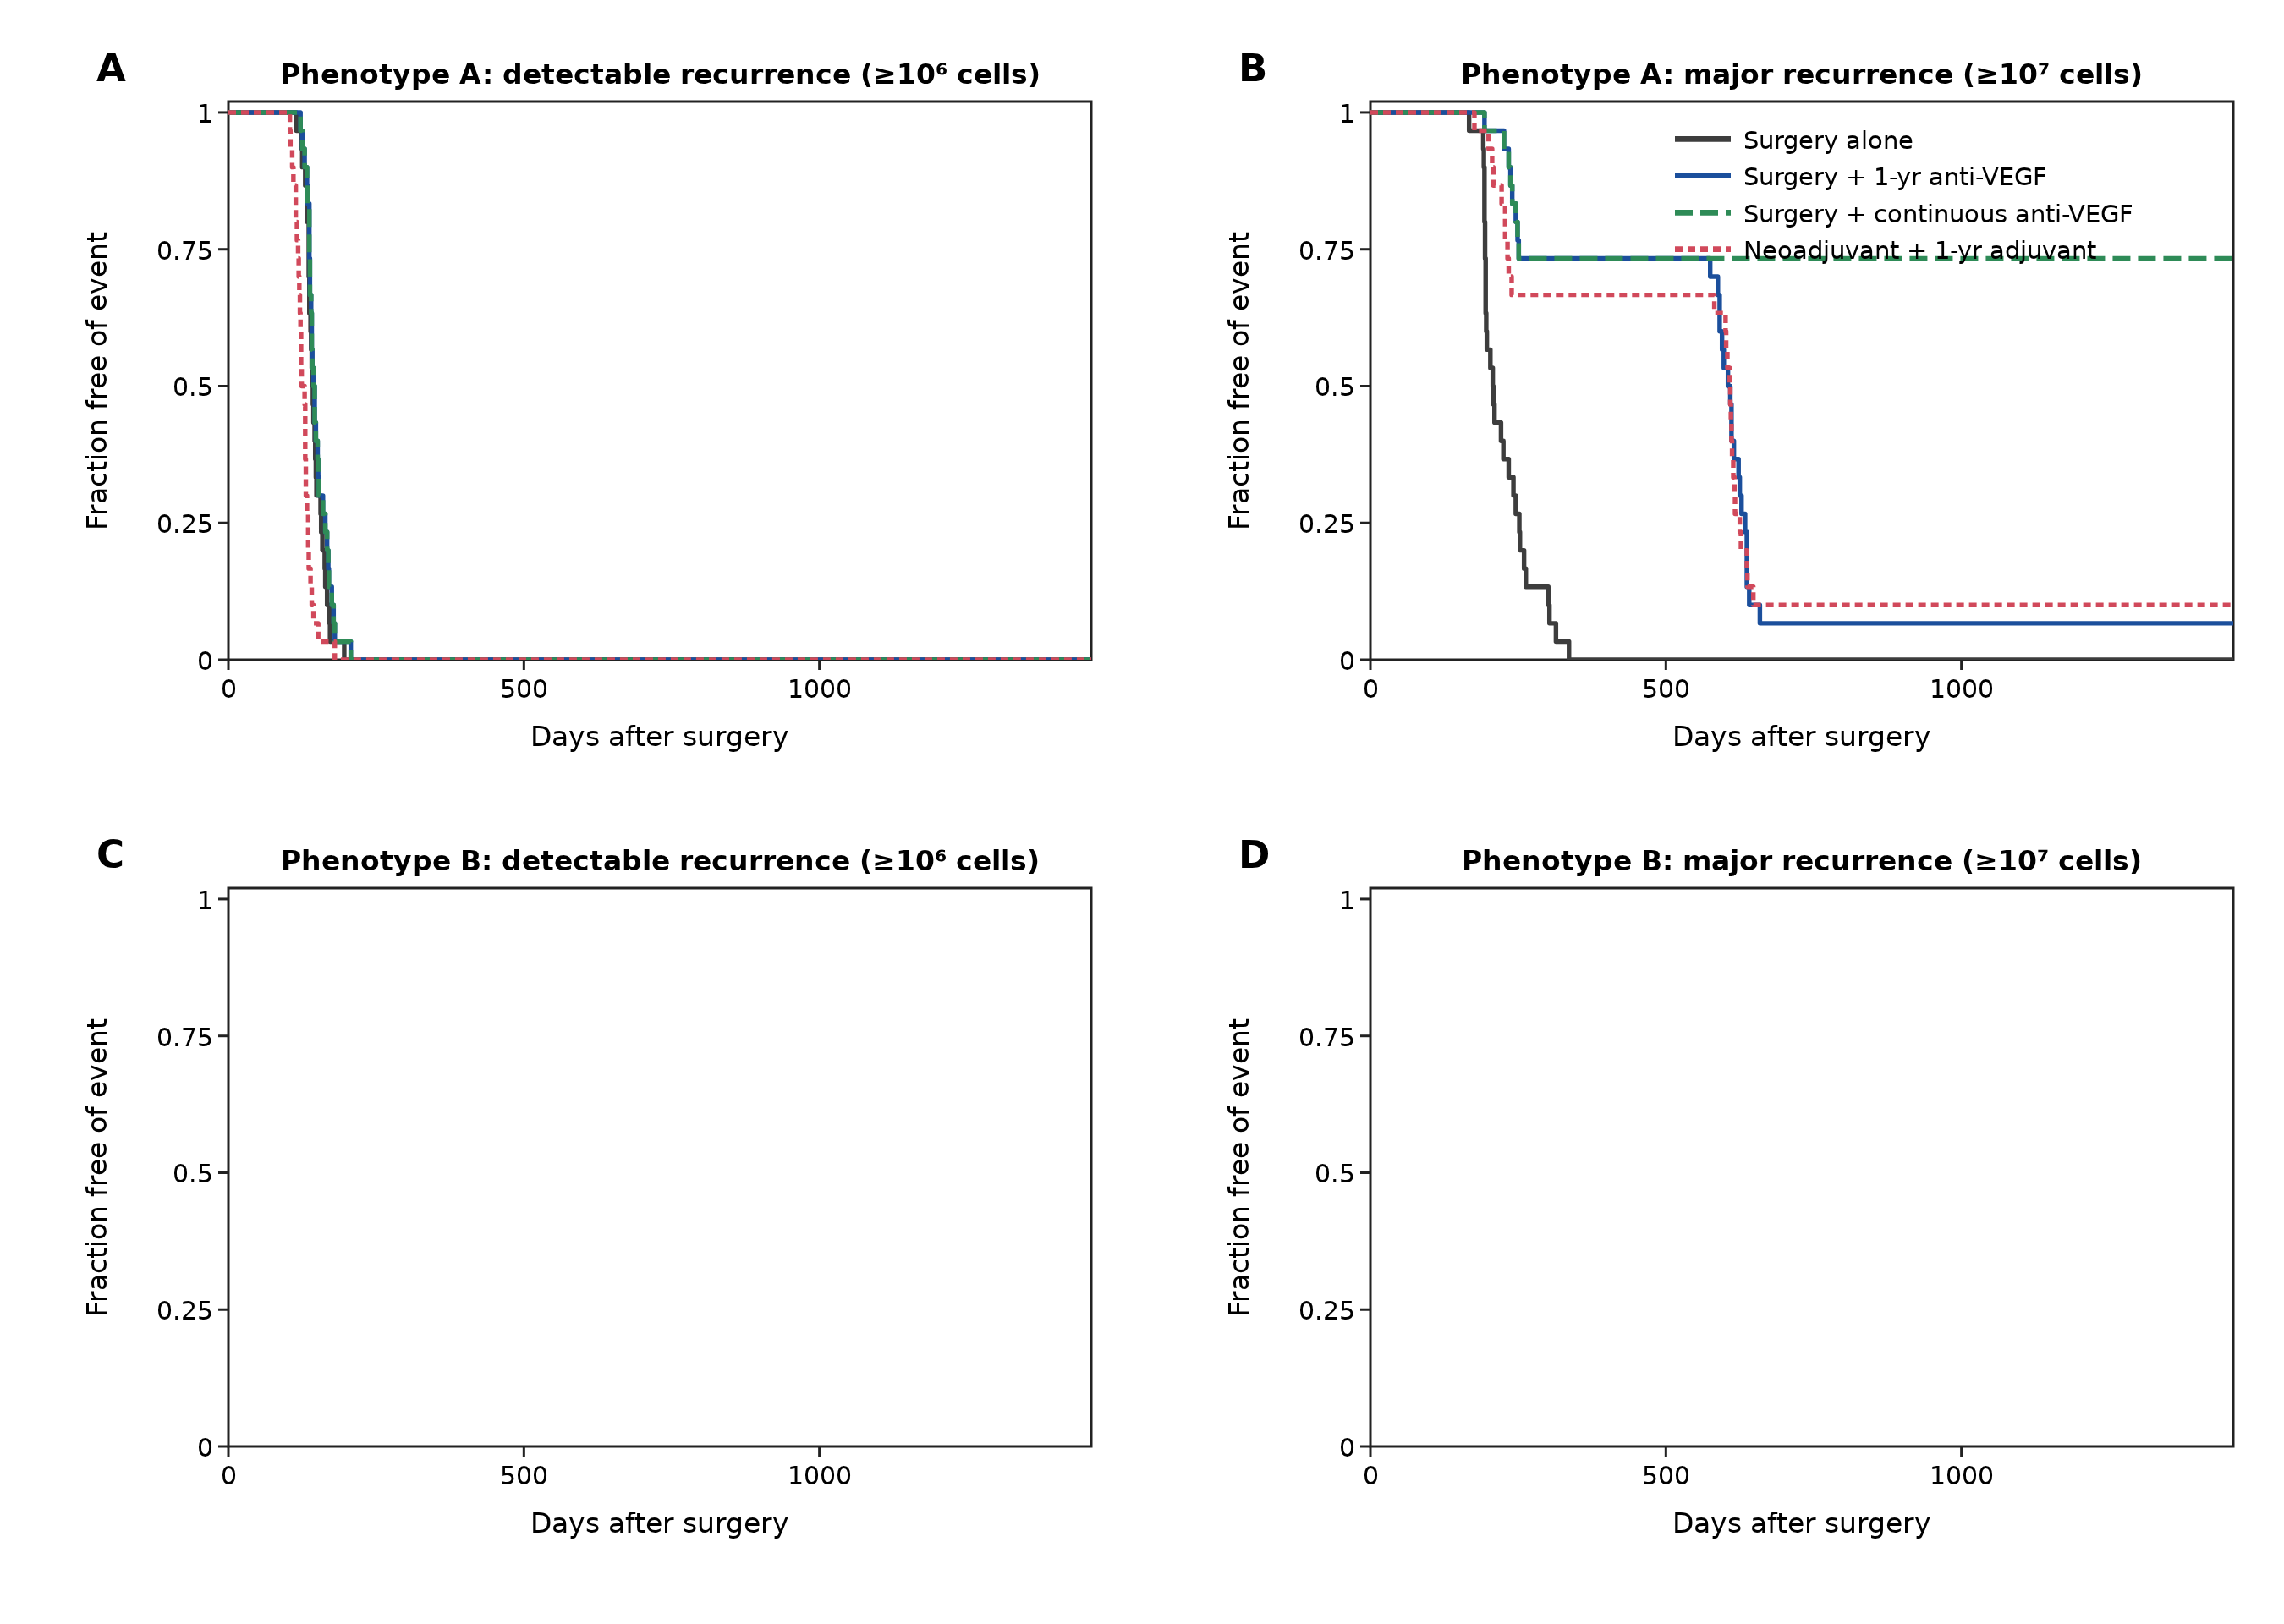 A
Phenotype A: detectable recurrence (≥10⁶ cells)
1
0.75
0.5
0.25
0
Fraction free of event
0
500
1000
Days after surgery
B
Phenotype A: major recurrence (≥10⁷ cells)
1
0.75
0.5
0.25
0
Fraction free of event
Surgery alone
Surgery + 1-yr anti-VEGF
Surgery + continuous anti-VEGF
Neoadjuvant + 1-yr adjuvant
0
500
1000
Days after surgery
C
Phenotype B: detectable recurrence (≥10⁶ cells)
1
0.75
0.5
0.25
0
Fraction free of event
0
500
1000
Days after surgery
D
Phenotype B: major recurrence (≥10⁷ cells)
1
0.75
0.5
0.25
0
Fraction free of event
0
500
1000
Days after surgery